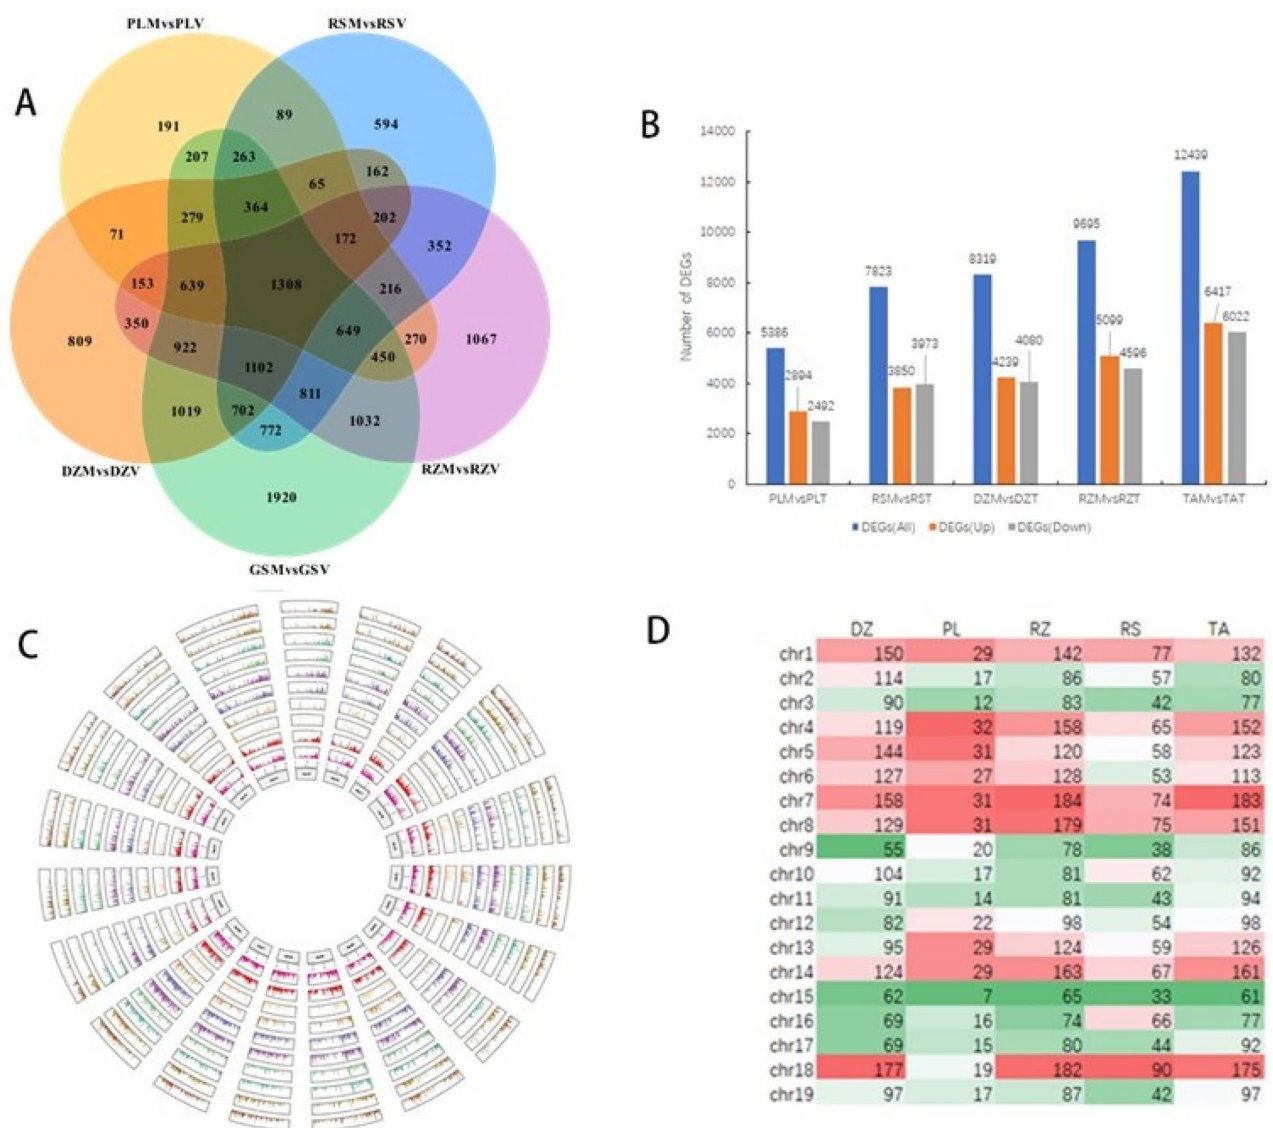 PLMvsPLV
RSMvsRSV
A
191
89
594
207
263
65
162
279
364
202
71
172
352
153
639
1308
216
350
649
270
809
922
450
1067
1102
811
1019
702
1032
772
DZMvsDZV
RZMvsRZV
1920
GSMvsGSV
B
Number of DEGs
14000
12000
10000
8000
6000
4000
2000
0
5386
2894
2492
7823
3850
3973
8319
4239
4080
9695
5099
4596
12439
6417
6022
PLMvsPLT RSMvsRST DZMvsDZT RZMvsRZT TAMvsTAT
DEGs(All) DEGs(Up) DEGs(Down)
C
D
DZ PL RZ RS TA
chr1 150 29 142 77 132
chr2 114 17 86 57 80
chr3 90 12 83 42 77
chr4 119 32 158 65 152
chr5 144 31 120 58 123
chr6 127 27 128 53 113
chr7 158 31 184 74 183
chr8 129 31 179 75 151
chr9 55 20 78 38 86
chr10 104 17 81 62 92
chr11 91 14 81 43 94
chr12 82 22 98 54 98
chr13 95 29 124 59 126
chr14 124 29 163 67 161
chr15 62 7 65 33 61
chr16 69 16 74 66 77
chr17 69 15 80 44 92
chr18 177 19 182 90 175
chr19 97 17 87 42 97